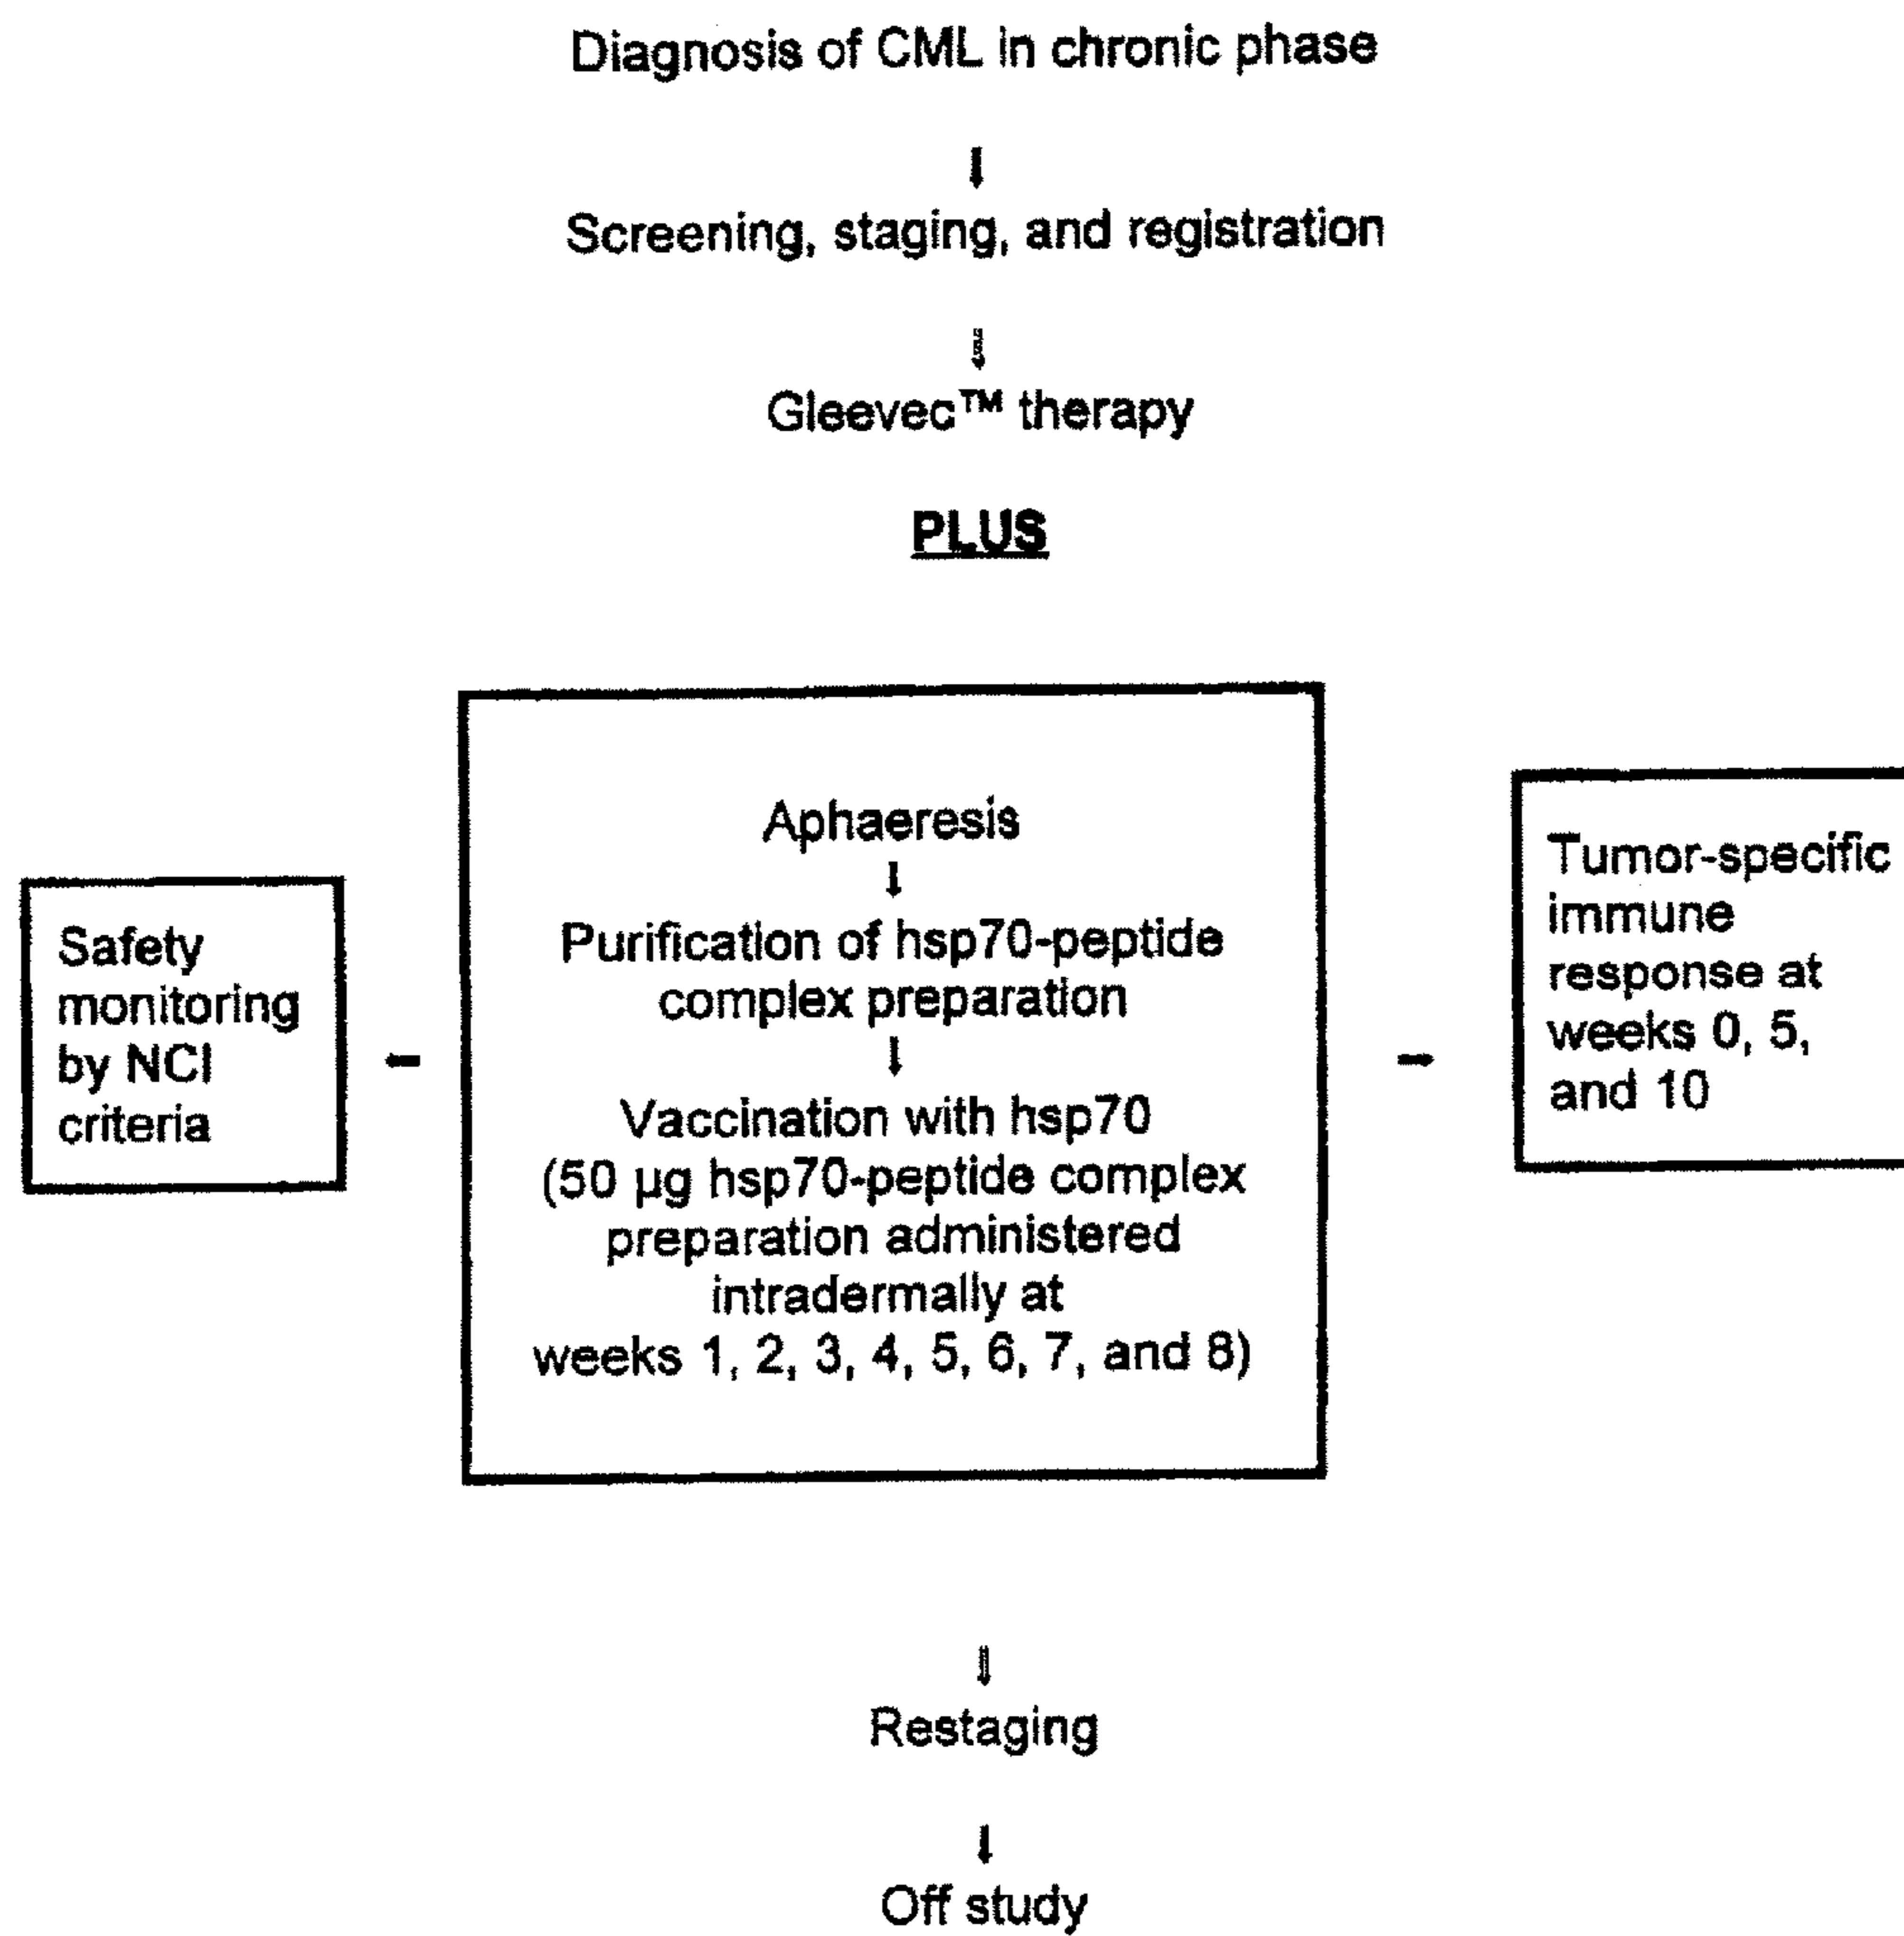 Diagnosis of CML in chronic phase
Screening, staging, and registration
Gleevec™ therapy
PLUS
Safety
monitoring
by NCI
criteria
Aphaeresis
Purification of hsp70-peptide
complex preparation
Vaccination with hsp70
(50 µg hsp70-peptide complex
preparation administered
intradermally at
weeks 1, 2, 3, 4, 5, 6, 7, and 8)
Tumor-specific
immune
response at
weeks 0, 5,
and 10
Restaging
Off study